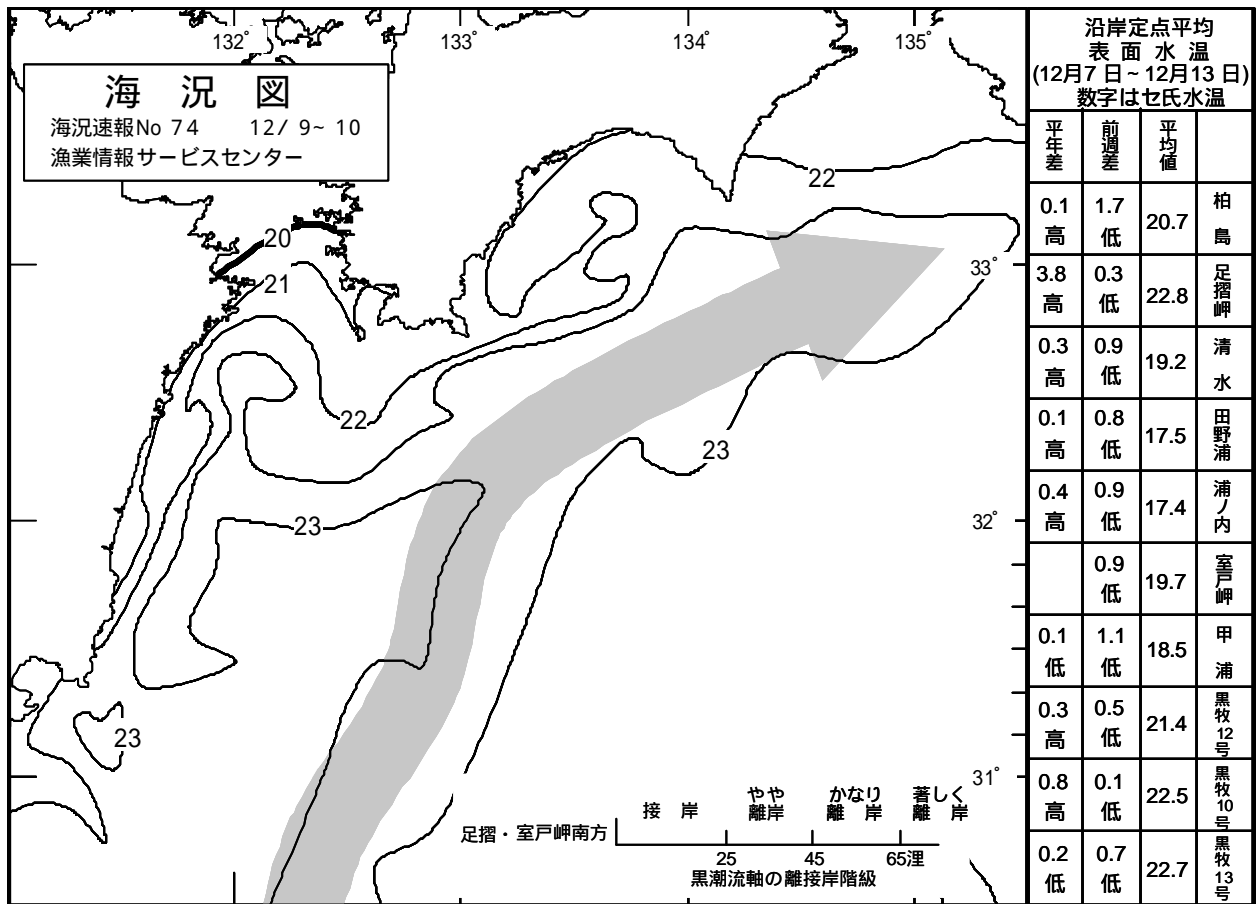 132° 133° 134° 135°
海 況 図
海況速報No 74 12/ 9~ 10
漁業情報サービスセンター
22
20
21
33°
22
23
32°
23
23
31°
接 岸 やや離岸 かなり離 岸 著しく離 岸
足摺・室戸岬南方
25 45 65浬
黒潮流軸の離接岸階級
沿岸定点平均
表 面 水 温
(12月7 日~12月13 日)
数字はセ氏水温
平年差 前週差 平均値
0.1高 1.7低 20.7 柏島
3.8高 0.3低 22.8 足摺岬
0.3高 0.9低 19.2 清水
0.1高 0.8低 17.5 田野浦
0.4高 0.9低 17.4 浦ノ内
0.9低 19.7 室戸岬
0.1低 1.1低 18.5 甲浦
0.3高 0.5低 21.4 黒牧12号
0.8高 0.1低 22.5 黒牧10号
0.2低 0.7低 22.7 黒牧13号